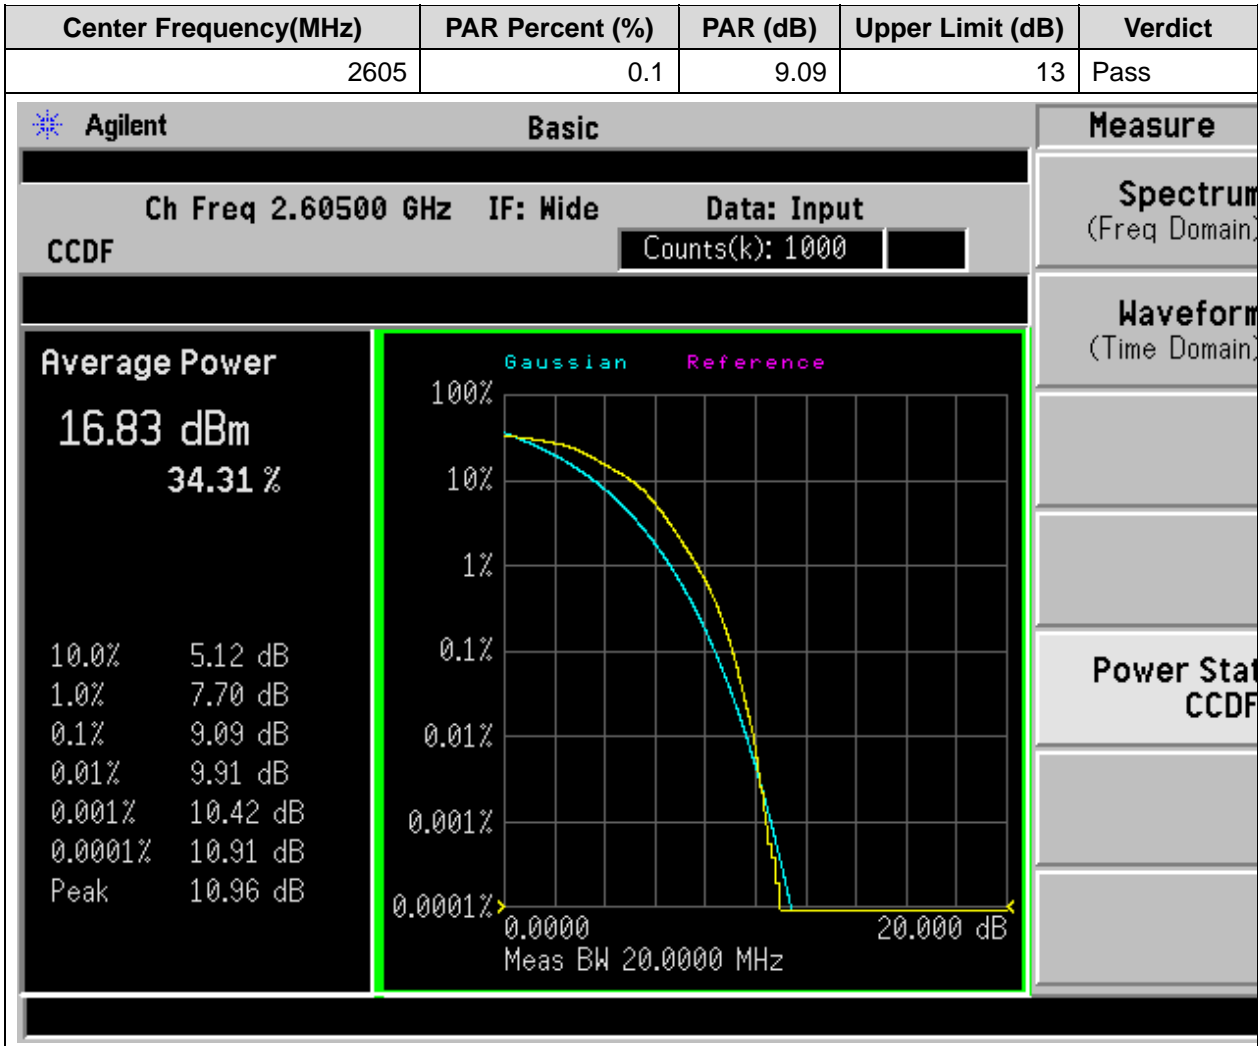 Center Frequency(MHz) PAR Percent (%) PAR (dB) Upper Limit (dB) Verdict
2605 0.1 9.09 13 Pass
Agilent Basic Measure
Ch Freq 2.60500 GHz IF: Wide Data: Input
CCDF Counts(k): 1000
Spectrum
(Freq Domain)
Waveform
(Time Domain)
Power Stat
CCDF
Average Power
16.83 dBm
34.31 %
10.0% 5.12 dB
1.0% 7.70 dB
0.1% 9.09 dB
0.01% 9.91 dB
0.001% 10.42 dB
0.0001% 10.91 dB
Peak 10.96 dB
Gaussian Reference
100%
10%
1%
0.1%
0.01%
0.001%
0.0001%
0.0000 20.000 dB
Meas BW 20.0000 MHz